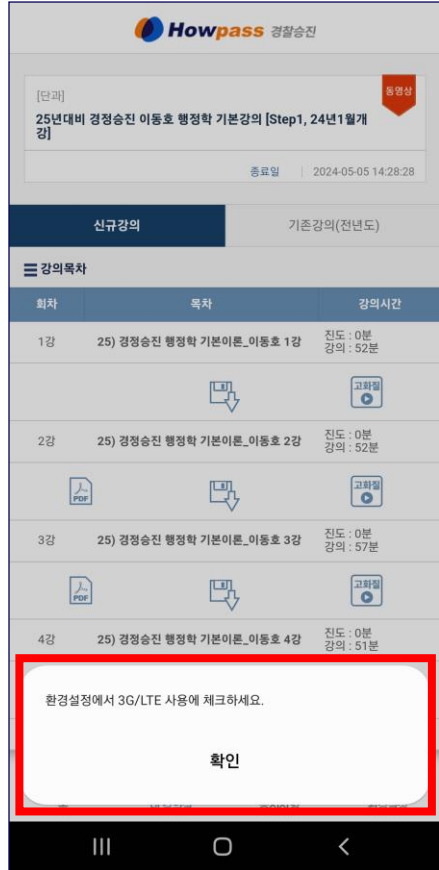 Howpass 경찰승진
[단과]
동영상
25년대비 경정승진 이동호 행정학 기본강의 [Step1, 24년1월개
강]
종료일 2024-05-05 14:28:28
신규강의 기존강의(전년도)
강의목차
회차 목차 강의시간
1강 25) 경정승진 행정학 기본이론_이동호 1강 진도 : 0분
강의 : 52분
고화질
2강 25) 경정승진 행정학 기본이론_이동호 2강 진도 : 0분
강의 : 52분
PDF 고화질
3강 25) 경정승진 행정학 기본이론_이동호 3강 진도 : 0분
강의 : 57분
PDF 고화질
4강 25) 경정승진 행정학 기본이론_이동호 4강 진도 : 0분
강의 : 51분
환경설정에서 3G/LTE 사용에 체크하세요.
확인